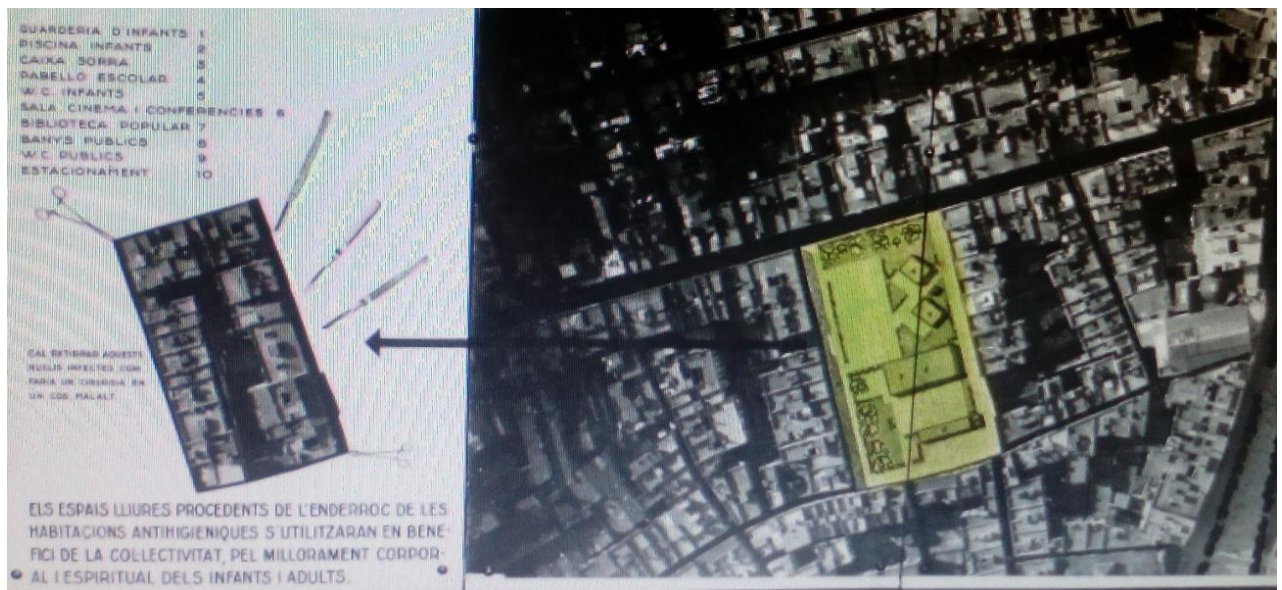 GUARDERIA D'INFANTS 1
PISCINA INFANTS 2
CAIXA SORRA 3
PABELLO ESCOLAR 4
W.C. INFANTS 5
SALA CINEMA I CONFERENCIES 6
BIBLIOTECA POPULAR 7
BANYS PUBLICS 8
W.C. PUBLICS 9
ESTACIONAMENT 10
CAL EXTIRPAR AQUESTS
NUCLIS INFECTES COM
FARIA UN CIRURGIA EN
UN COS MALALT.
ELS ESPAIS LLIURES PROCEDENTS DE L'ENDERROC DE LES
HABITACIONS ANTIHIGIENIQUES S'UTILITZARAN EN BENE-
FICI DE LA COL·LECTIVITAT, PEL MILLORAMENT CORPOR-
AL I ESPIRITUAL DELS INFANTS I ADULTS.